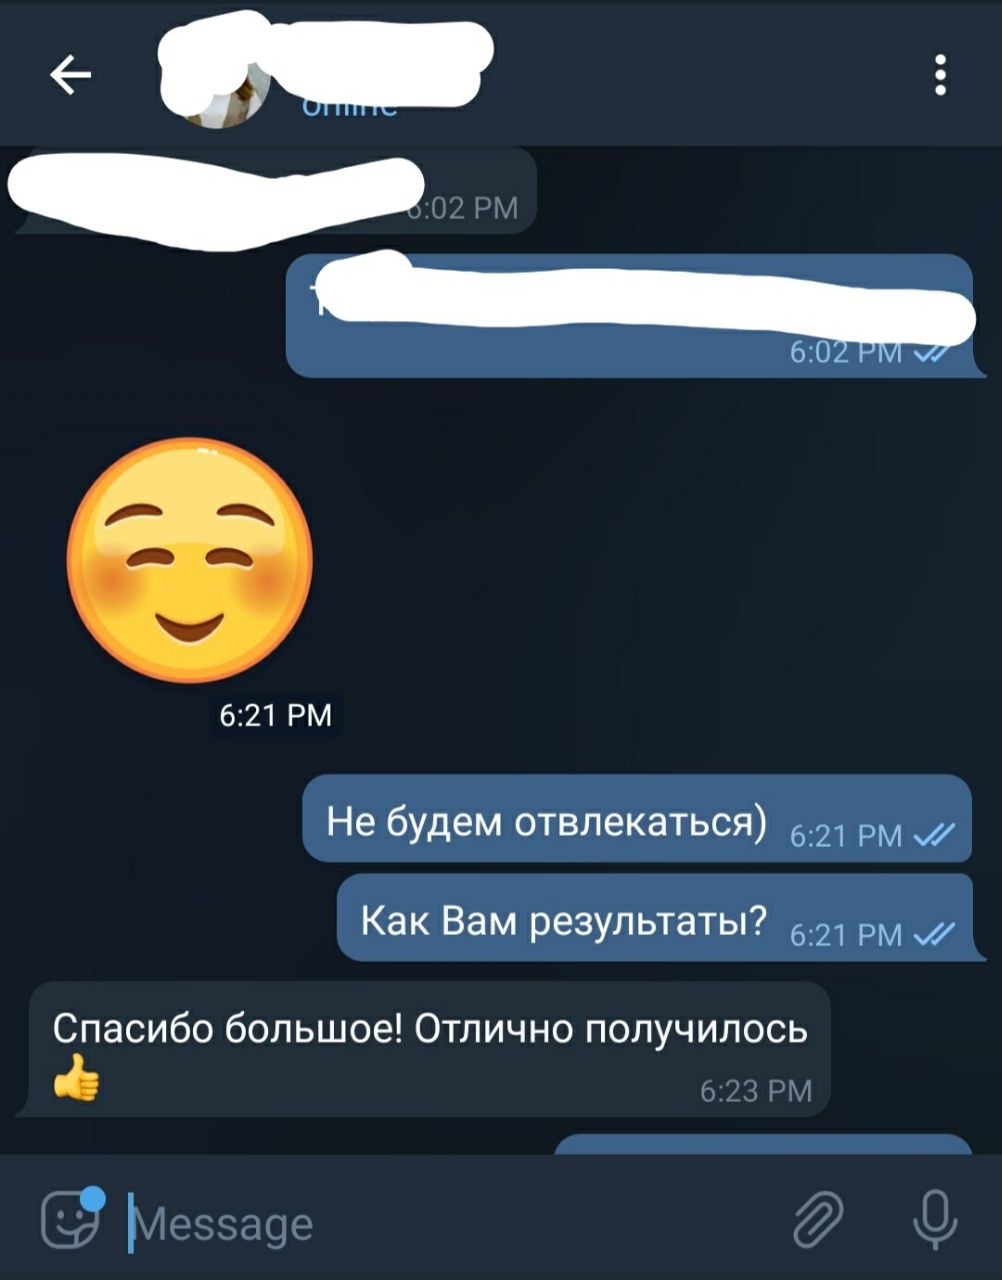 online
6:02 PM
6:02 PM
6:21 PM
Не будем отвлекаться) 6:21 PM
Как Вам результаты? 6:21 PM
Спасибо большое! Отлично получилось
👍 6:23 PM
Message